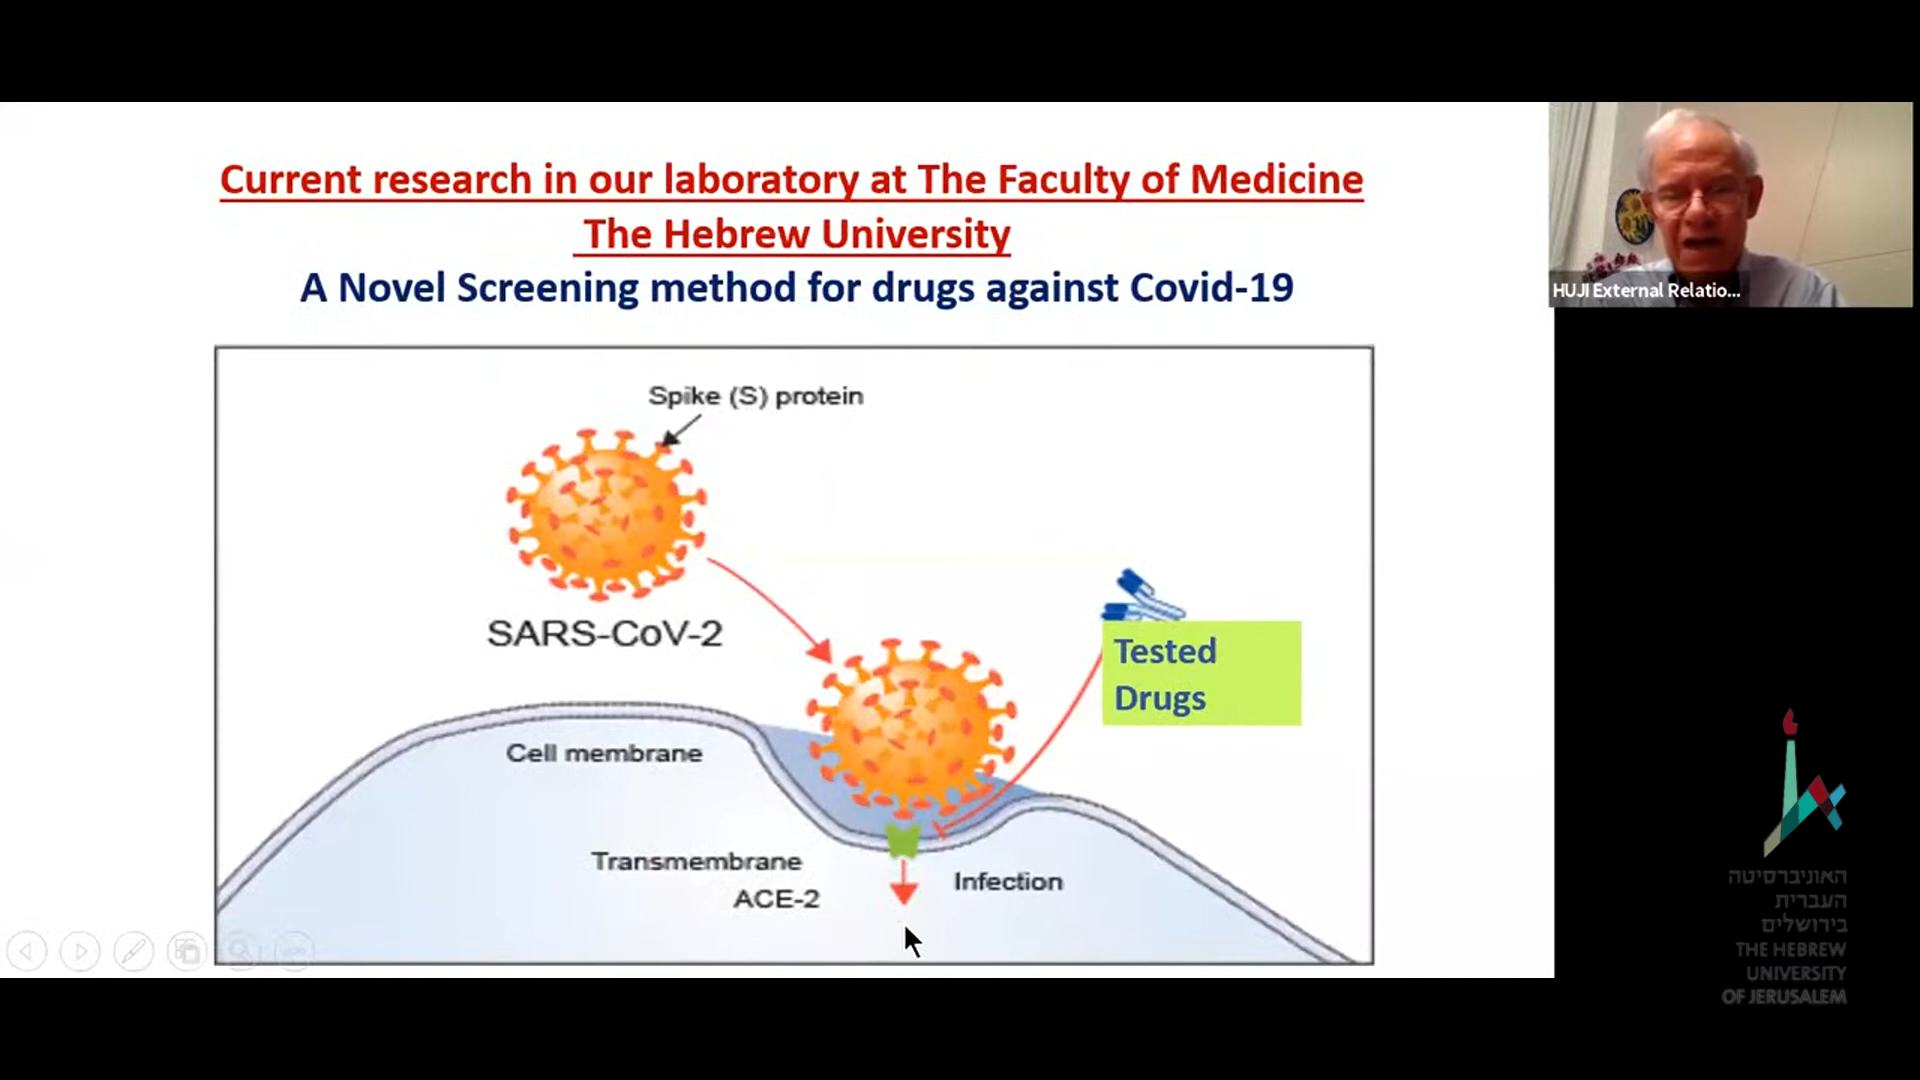 Current research in our laboratory at The Faculty of Medicine
The Hebrew University
A Novel Screening method for drugs against Covid-19
Spike (S) protein
SARS-CoV-2
Tested
Drugs
Cell membrane
Transmembrane
ACE-2
Infection
HUJI External Relatio...
האוניברסיטה
העברית
בירושלים
THE HEBREW
UNIVERSITY
OF JERUSALEM